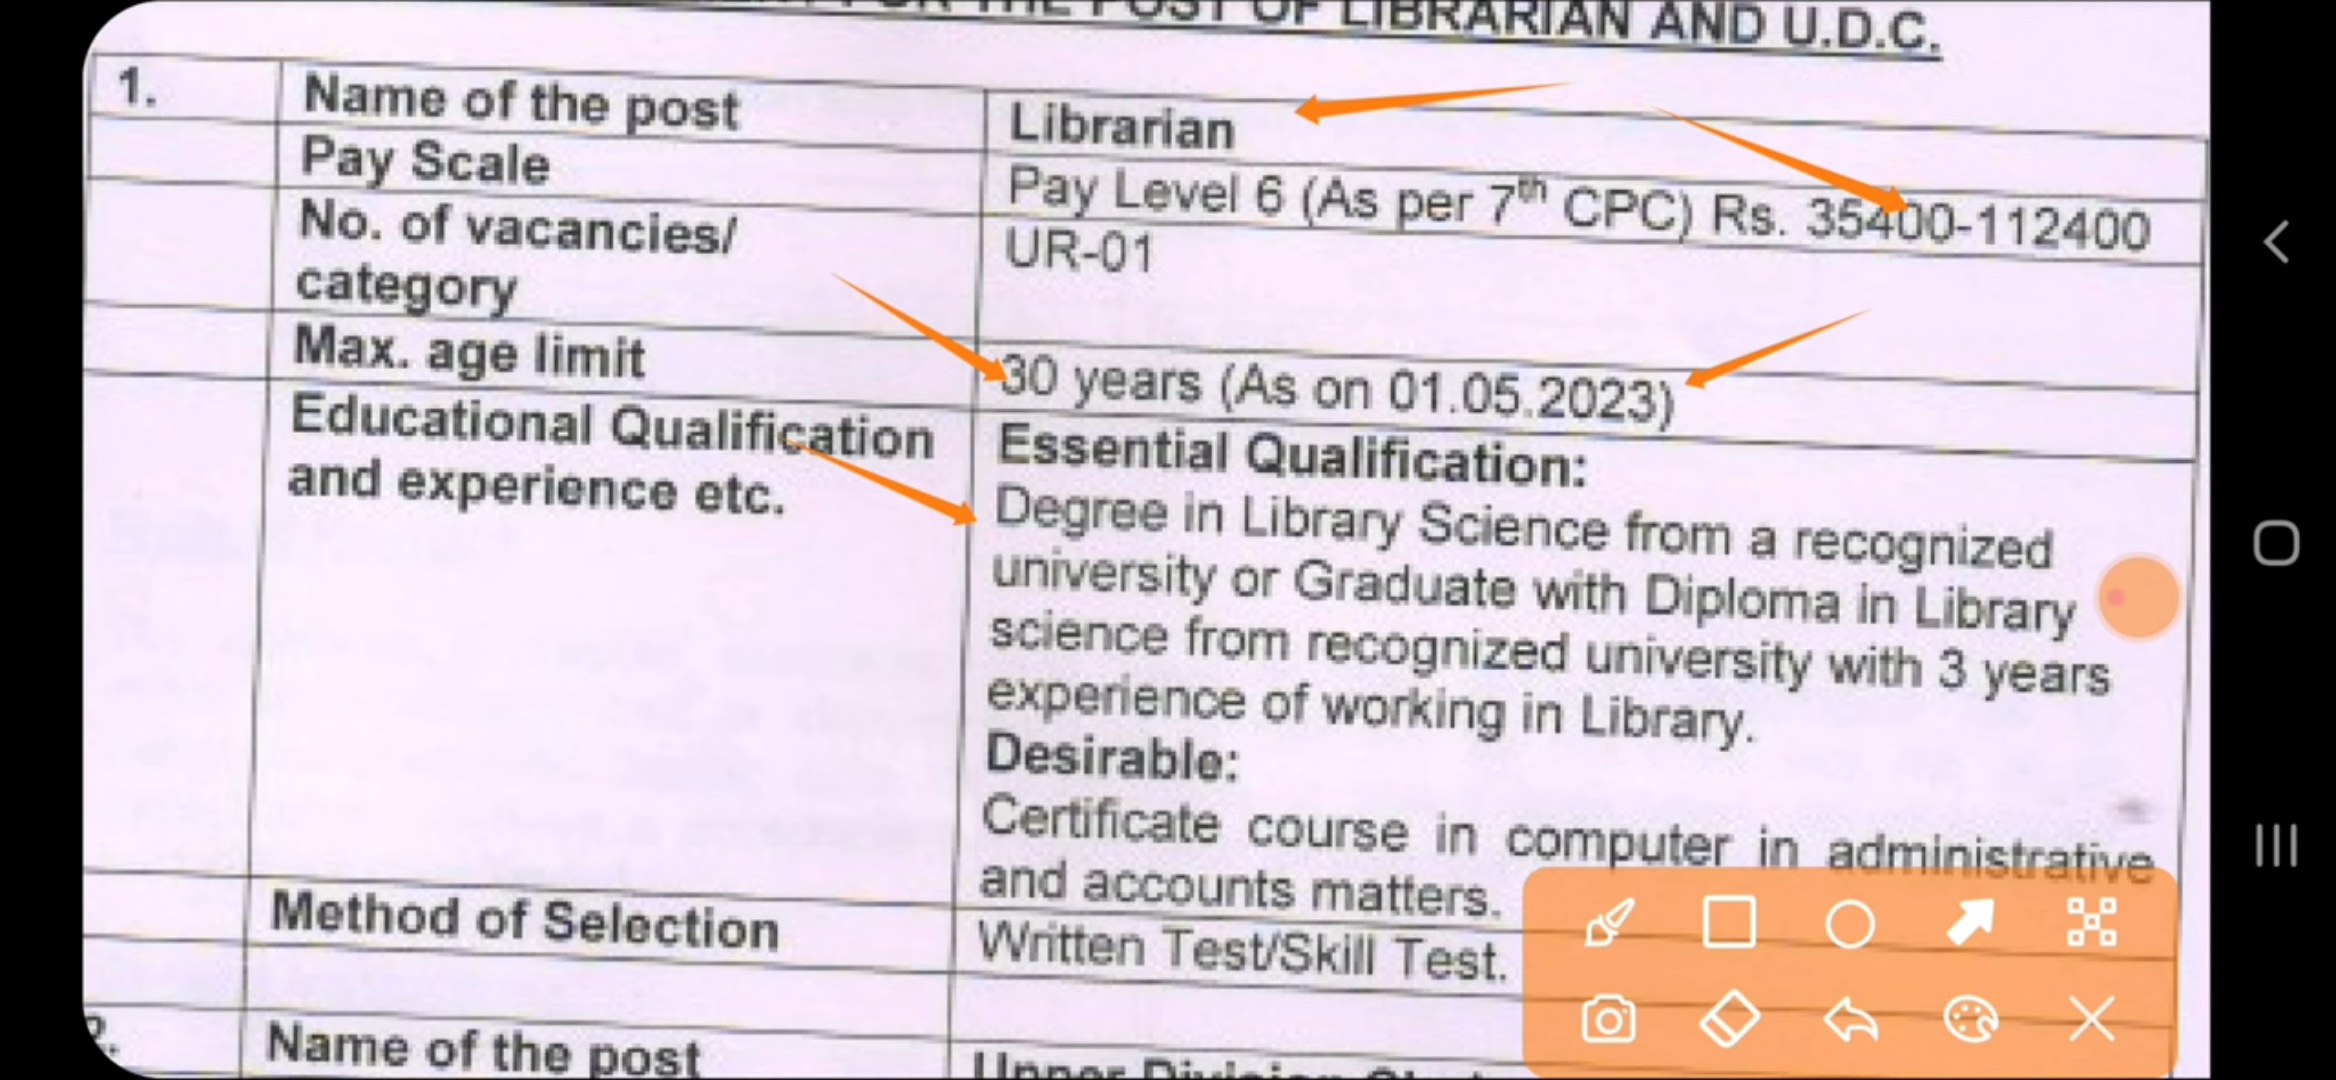 FOR THE POST OF LIBRARIAN AND U.D.C.
1. Name of the post Librarian
Pay Scale Pay Level 6 (As per 7th CPC) Rs. 35400-112400
No. of vacancies/ UR-01
category
Max. age limit 30 years (As on 01.05.2023)
Educational Qualification Essential Qualification:
and experience etc. Degree in Library Science from a recognized
university or Graduate with Diploma in Library
science from recognized university with 3 years
experience of working in Library.
Desirable:
Certificate course in computer in administrative
and accounts matters.
Method of Selection Written Test/Skill Test.
2. Name of the post Upper Division